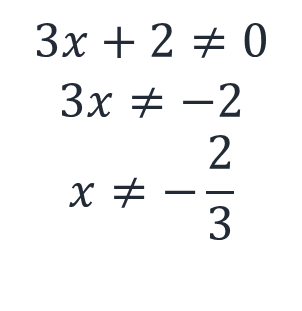 3x + 2 ≠ 0
3x ≠ −2
x ≠ −2/3